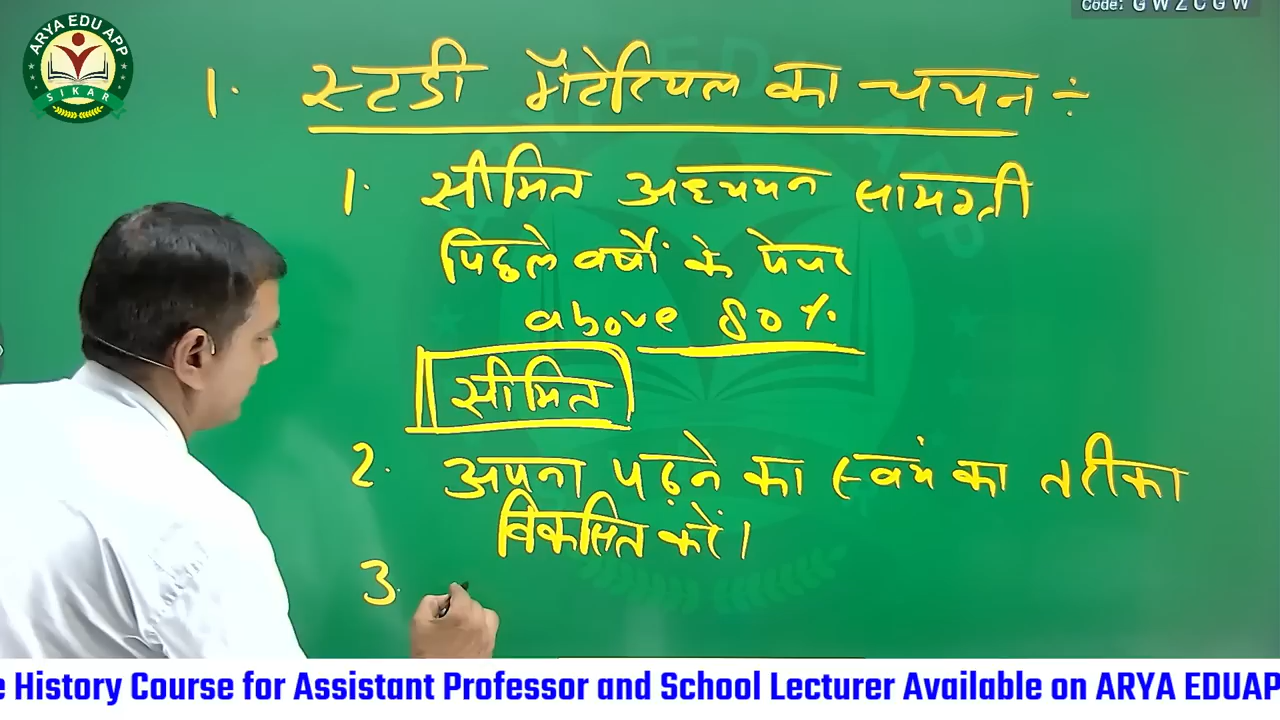 Code: G W Z C G W
ARYA EDU APP
SIKAR
1. स्टडी मॅटेरियल का चयन ÷
1. सीमित अध्ययन सामग्री
पिछले वर्षों के पेपर
above 80%
सीमित
2. अपना पढ़ने का स्वयं का तरीका
विकसित करें।
3.
e History Course for Assistant Professor and School Lecturer Available on ARYA EDUAP